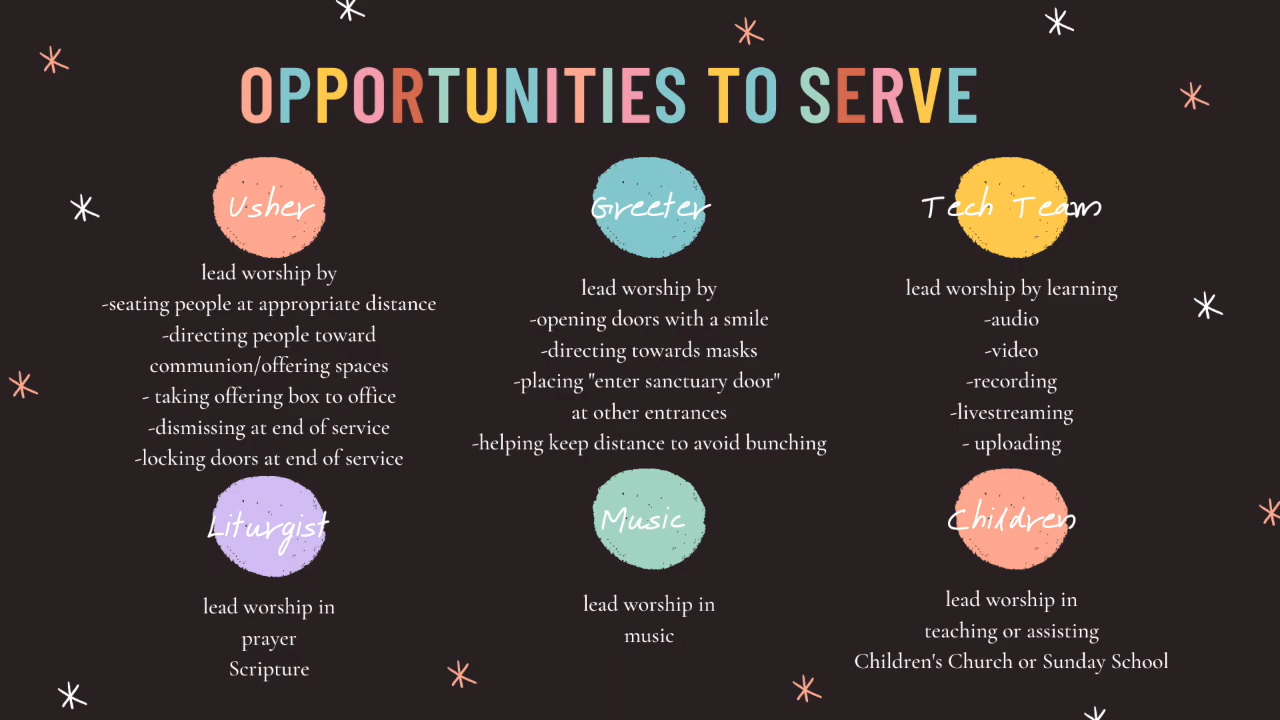 OPPORTUNITIES TO SERVE
Usher
lead worship by
-seating people at appropriate distance
-directing people toward
communion/offering spaces
- taking offering box to office
-dismissing at end of service
-locking doors at end of service
Greeter
lead worship by
-opening doors with a smile
-directing towards masks
-placing "enter sanctuary door"
at other entrances
-helping keep distance to avoid bunching
Tech Team
lead worship by learning
-audio
-video
-recording
-livestreaming
- uploading
Liturgist
lead worship in
prayer
Scripture
Music
lead worship in
music
Children
lead worship in
teaching or assisting
Children's Church or Sunday School